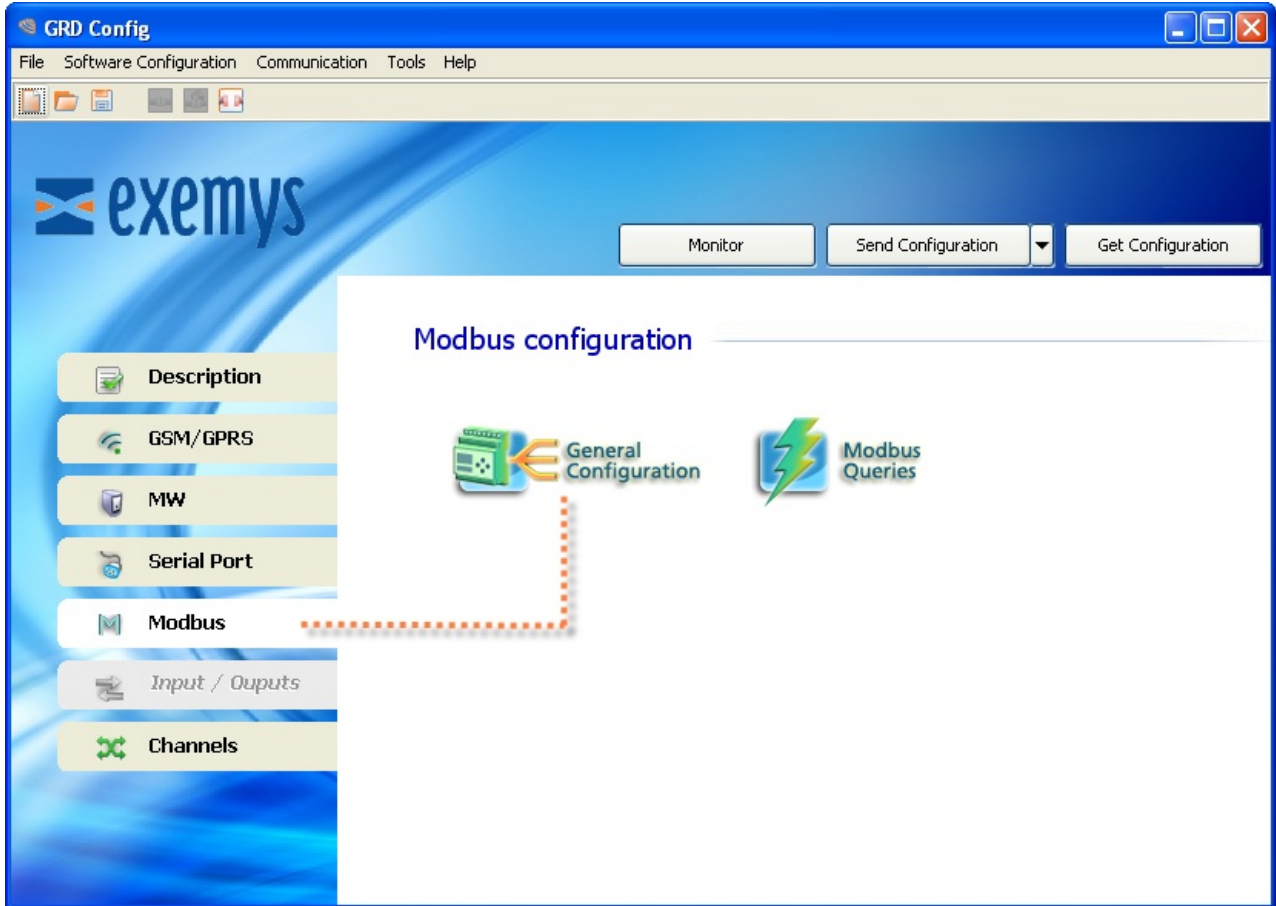 GRD Config
File Software Configuration Communication Tools Help
exemys
Monitor Send Configuration Get Configuration
Modbus configuration
Description
GSM/GPRS
MW
Serial Port
Modbus
Input / Ouputs
Channels
General
Configuration
Modbus
Queries